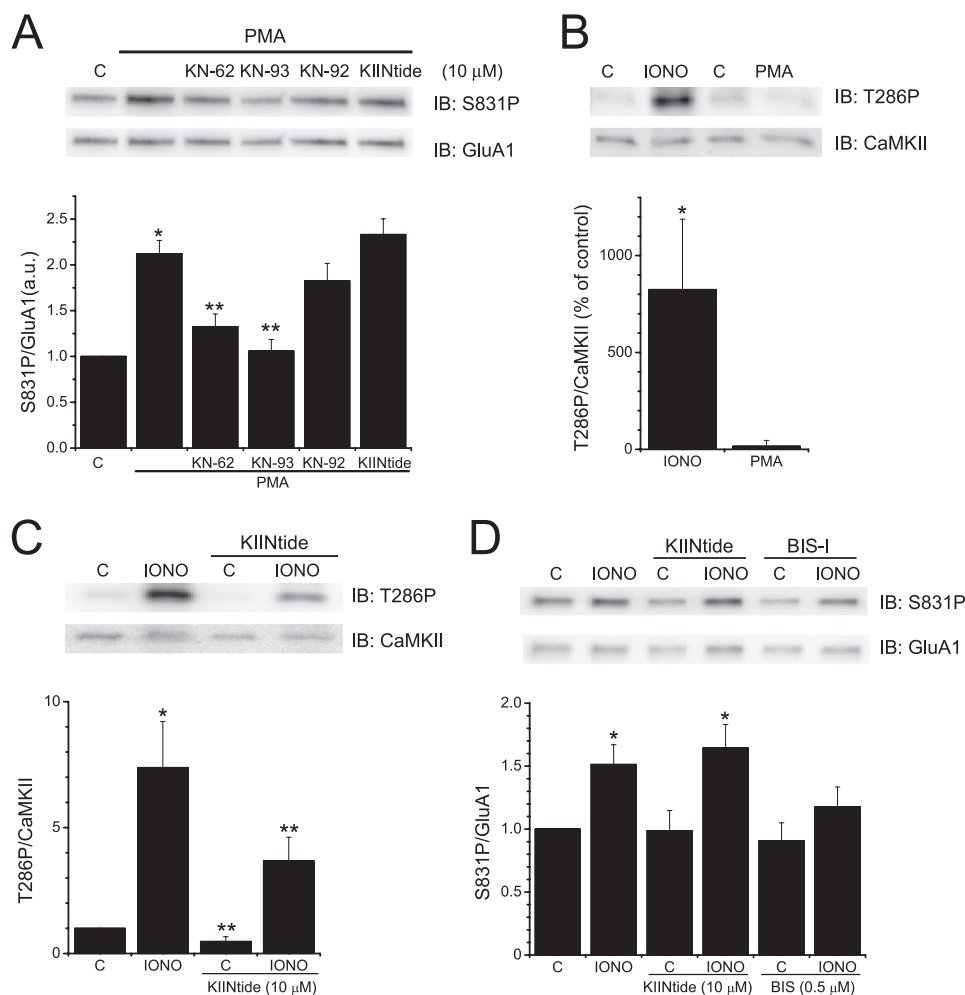 A
PMA
C KN-62 KN-93 KN-92 KIINtide (10 μM)
IB: S831P
IB: GluA1
S831P/GluA1(a.u.)
2.5
2.0
1.5
1.0
0.5
0.0
*
**
**
C KN-62 KN-93 KN-92 KIINtide
PMA
B
C IONO C PMA
IB: T286P
IB: CaMKII
T286P/CaMKII (% of control)
1000
500
0
*
IONO PMA
C
KIINtide
C IONO C IONO
IB: T286P
IB: CaMKII
T286P/CaMKII
10
5
0
*
**
**
C IONO C IONO
KIINtide (10 μM)
D
KIINtide BIS-I
C IONO C IONO C IONO
IB: S831P
IB: GluA1
S831P/GluA1
2.0
1.5
1.0
0.5
0.0
*
*
C IONO C IONO C IONO
KIINtide (10 μM) BIS (0.5 μM)